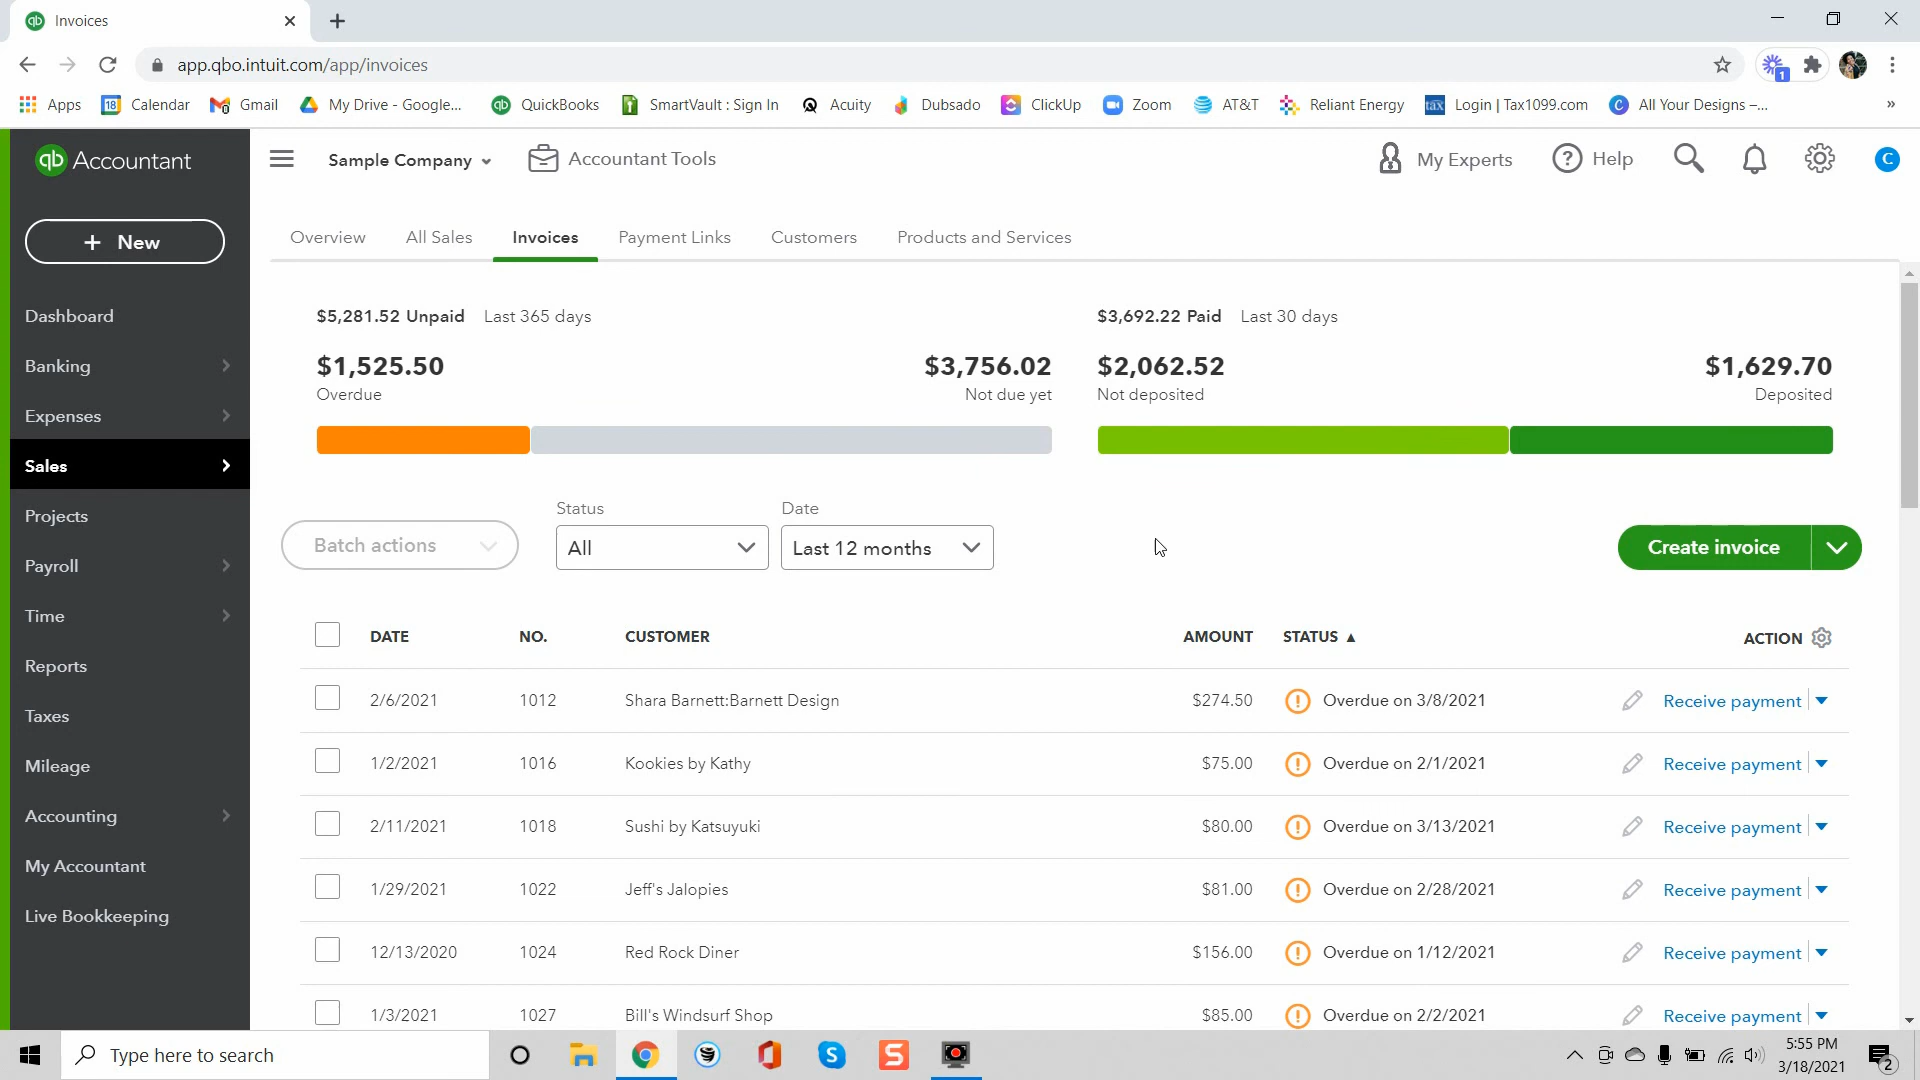 Invoices
app.qbo.intuit.com/app/invoices
Apps 18 Calendar Gmail My Drive - Google... QuickBooks SmartVault : Sign In Acuity Dubsado ClickUp Zoom AT&T Reliant Energy tax Login | Tax1099.com All Your Designs –... »
1
qb Accountant
Sample Company
Accountant Tools
My Experts
Help
C
+ New
Overview All Sales Invoices Payment Links Customers Products and Services
Dashboard
Banking
Expenses
Sales
Projects
Payroll
Time
Reports
Taxes
Mileage
Accounting
My Accountant
Live Bookkeeping
$5,281.52 Unpaid Last 365 days
$3,692.22 Paid Last 30 days
$1,525.50 $3,756.02 $2,062.52 $1,629.70
Overdue Not due yet Not deposited Deposited
Status Date
Batch actions All Last 12 months Create invoice
DATE NO. CUSTOMER AMOUNT STATUS ▲ ACTION
2/6/2021 1012 Shara Barnett:Barnett Design $274.50 Overdue on 3/8/2021 Receive payment
1/2/2021 1016 Kookies by Kathy $75.00 Overdue on 2/1/2021 Receive payment
2/11/2021 1018 Sushi by Katsuyuki $80.00 Overdue on 3/13/2021 Receive payment
1/29/2021 1022 Jeff's Jalopies $81.00 Overdue on 2/28/2021 Receive payment
12/13/2020 1024 Red Rock Diner $156.00 Overdue on 1/12/2021 Receive payment
1/3/2021 1027 Bill's Windsurf Shop $85.00 Overdue on 2/2/2021 Receive payment
Type here to search
5:55 PM
3/18/2021
2